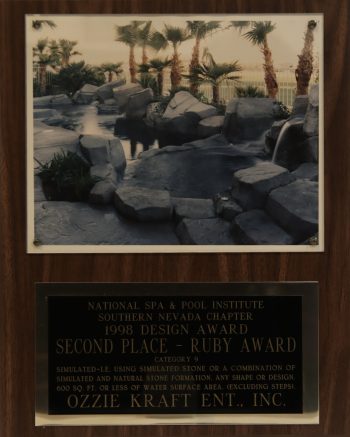 NATIONAL SPA & POOL INSTITUTE
SOUTHERN NEVADA CHAPTER
1998 DESIGN AWARD
SECOND PLACE - RUBY AWARD
CATEGORY 9
SIMULATED-I.E. USING SIMULATED STONE OR A COMBINATION OF
SIMULATED AND NATURAL STONE FORMATION, ANY SHAPE OR DESIGN,
600 SQ. FT. OR LESS OF WATER SURFACE AREA. (EXCLUDING STEPS).
OZZIE KRAFT ENT., INC.